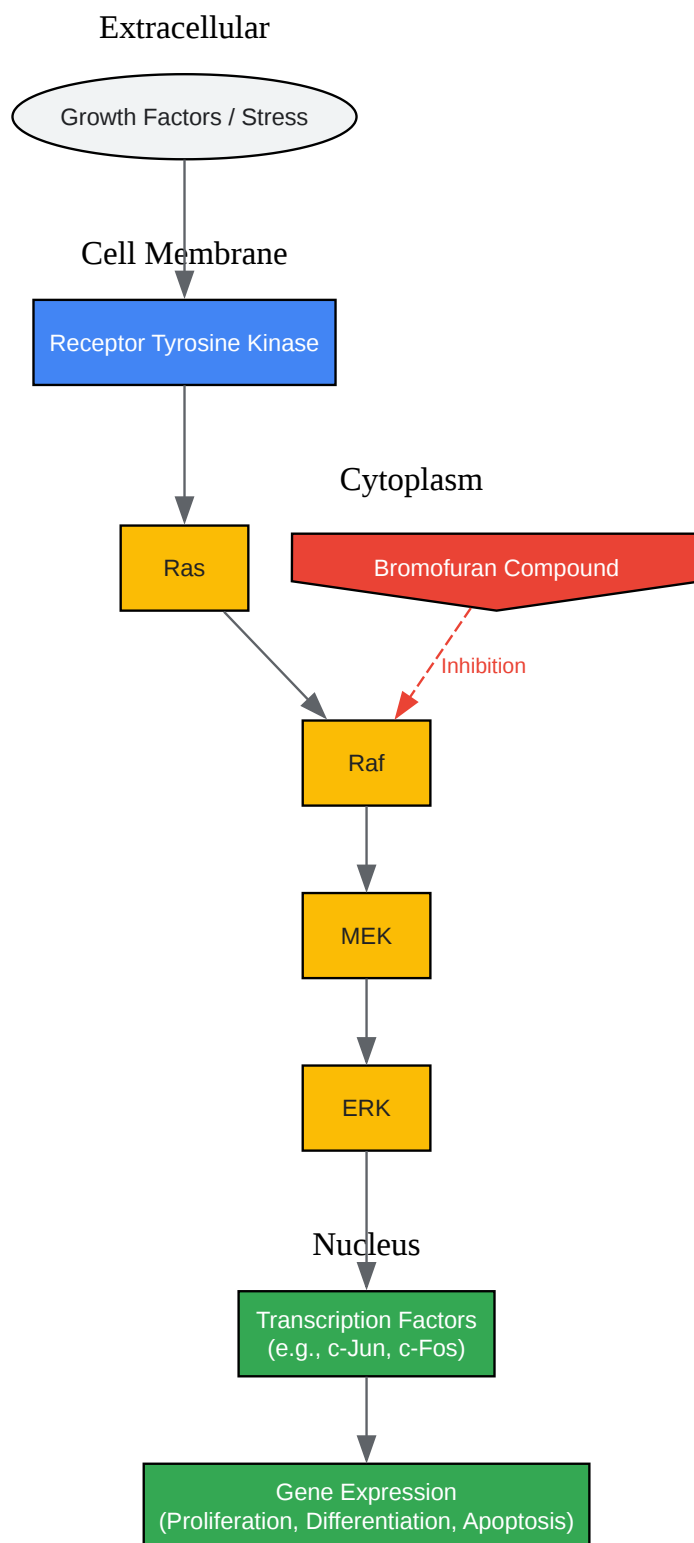 Extracellular
Growth Factors / Stress
Cell Membrane
Receptor Tyrosine Kinase
Cytoplasm
Ras
Bromofuran Compound
Inhibition
Raf
MEK
ERK
Nucleus
Transcription Factors
(e.g., c-Jun, c-Fos)
Gene Expression
(Proliferation, Differentiation, Apoptosis)